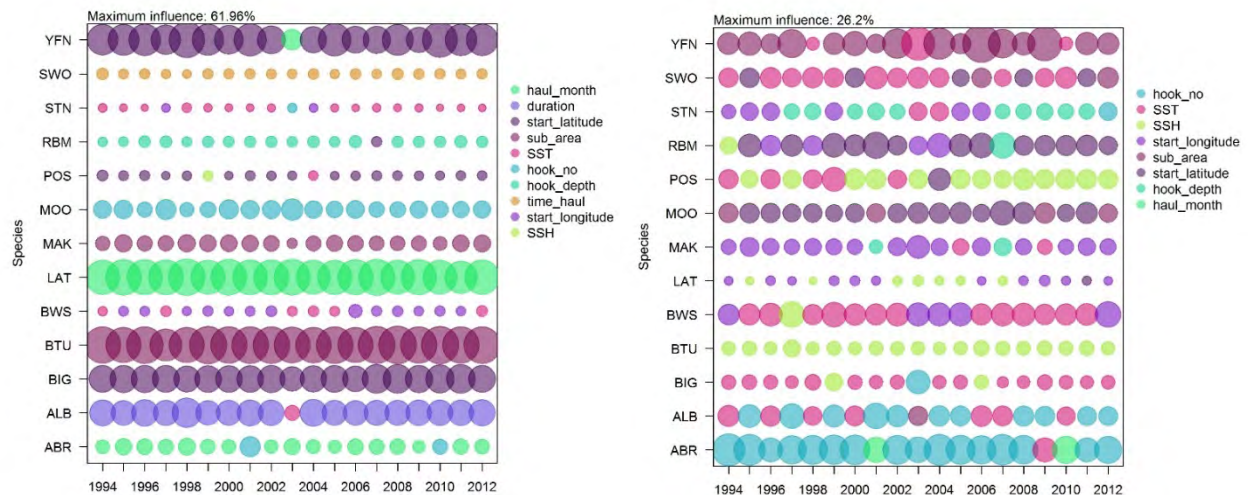 Maximum influence: 61.96%
Species
YFN
SWO
STN
RBM
POS
MOO
MAK
LAT
BWS
BTU
BIG
ALB
ABR
1994 1996 1998 2000 2002 2004 2006 2008 2010 2012
haul_month
duration
start_latitude
sub_area
SST
hook_no
hook_depth
time_haul
start_longitude
SSH
Maximum influence: 26.2%
Species
YFN
SWO
STN
RBM
POS
MOO
MAK
LAT
BWS
BTU
BIG
ALB
ABR
1994 1996 1998 2000 2002 2004 2006 2008 2010 2012
hook_no
SST
SSH
start_longitude
sub_area
start_latitude
hook_depth
haul_month